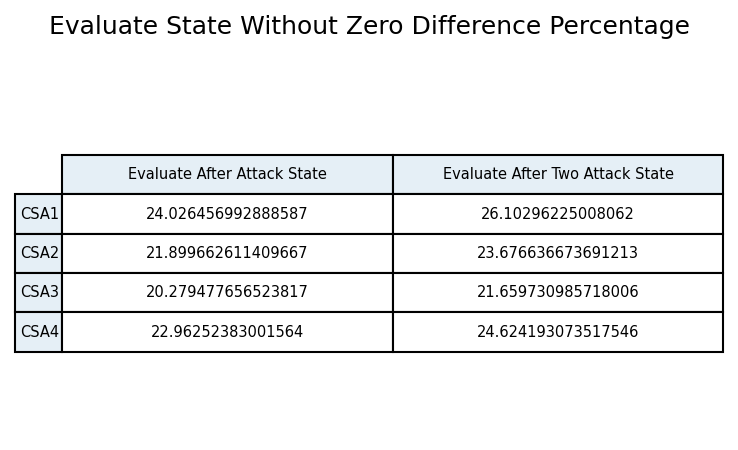 Evaluate State Without Zero Difference Percentage
Evaluate After Attack State Evaluate After Two Attack State
CSA1 24.026456992888587 26.10296225008062
CSA2 21.899662611409667 23.676636673691213
CSA3 20.279477656523817 21.659730985718006
CSA4 22.96252383001564 24.624193073517546